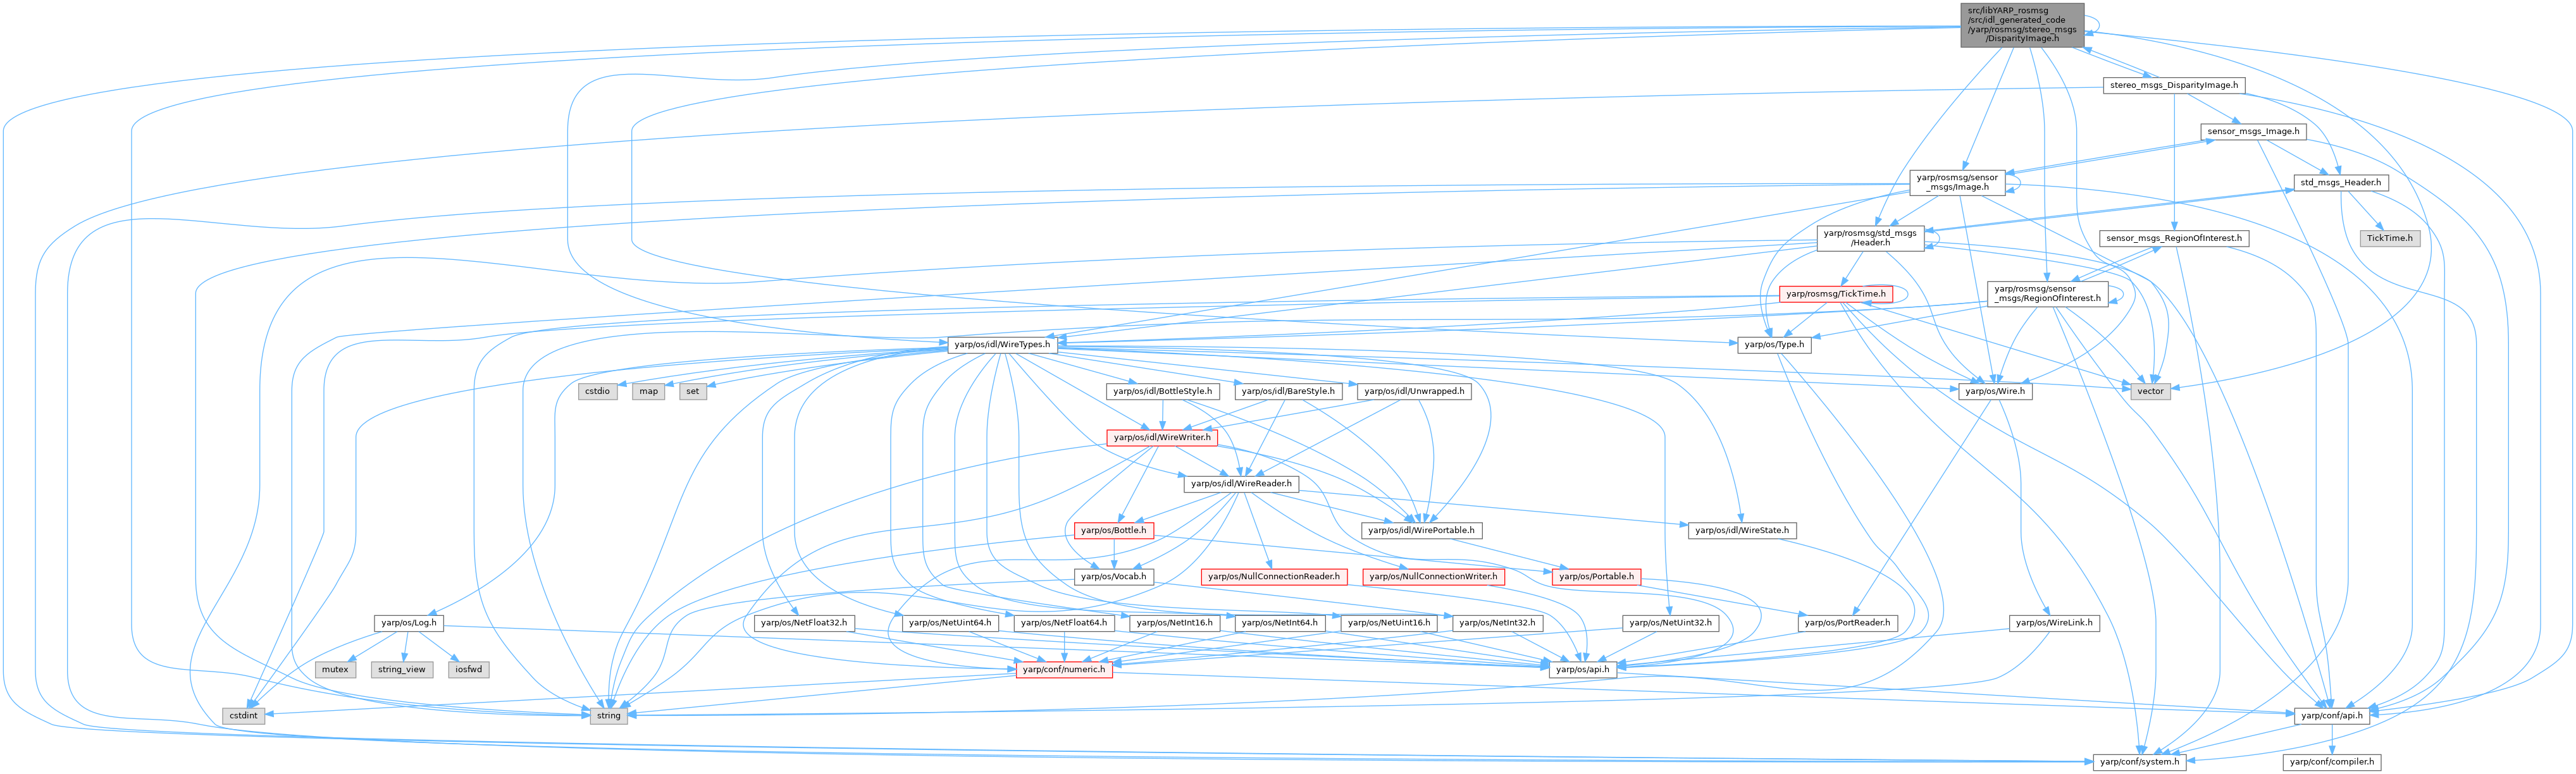 src/libYARP_rosmsg
/src/idl_generated_code
/yarp/rosmsg/stereo_msgs
/DisparityImage.h
stereo_msgs_DisparityImage.h
sensor_msgs_Image.h
yarp/rosmsg/sensor
_msgs/Image.h
std_msgs_Header.h
yarp/rosmsg/std_msgs
/Header.h
sensor_msgs_RegionOfInterest.h
TickTime.h
yarp/rosmsg/TickTime.h
yarp/rosmsg/sensor
_msgs/RegionOfInterest.h
yarp/os/idl/WireTypes.h
yarp/os/Type.h
cstdio
map
set
yarp/os/idl/BottleStyle.h
yarp/os/idl/BareStyle.h
yarp/os/idl/Unwrapped.h
yarp/os/Wire.h
vector
yarp/os/idl/WireWriter.h
yarp/os/idl/WireReader.h
yarp/os/Bottle.h
yarp/os/idl/WirePortable.h
yarp/os/idl/WireState.h
yarp/os/Vocab.h
yarp/os/NullConnectionReader.h
yarp/os/NullConnectionWriter.h
yarp/os/Portable.h
yarp/os/Log.h
yarp/os/NetFloat32.h
yarp/os/NetUint64.h
yarp/os/NetFloat64.h
yarp/os/NetInt16.h
yarp/os/NetInt64.h
yarp/os/NetUint16.h
yarp/os/NetInt32.h
yarp/os/NetUint32.h
yarp/os/PortReader.h
yarp/os/WireLink.h
mutex
string_view
iosfwd
yarp/conf/numeric.h
yarp/os/api.h
cstdint
string
yarp/conf/api.h
yarp/conf/system.h
yarp/conf/compiler.h